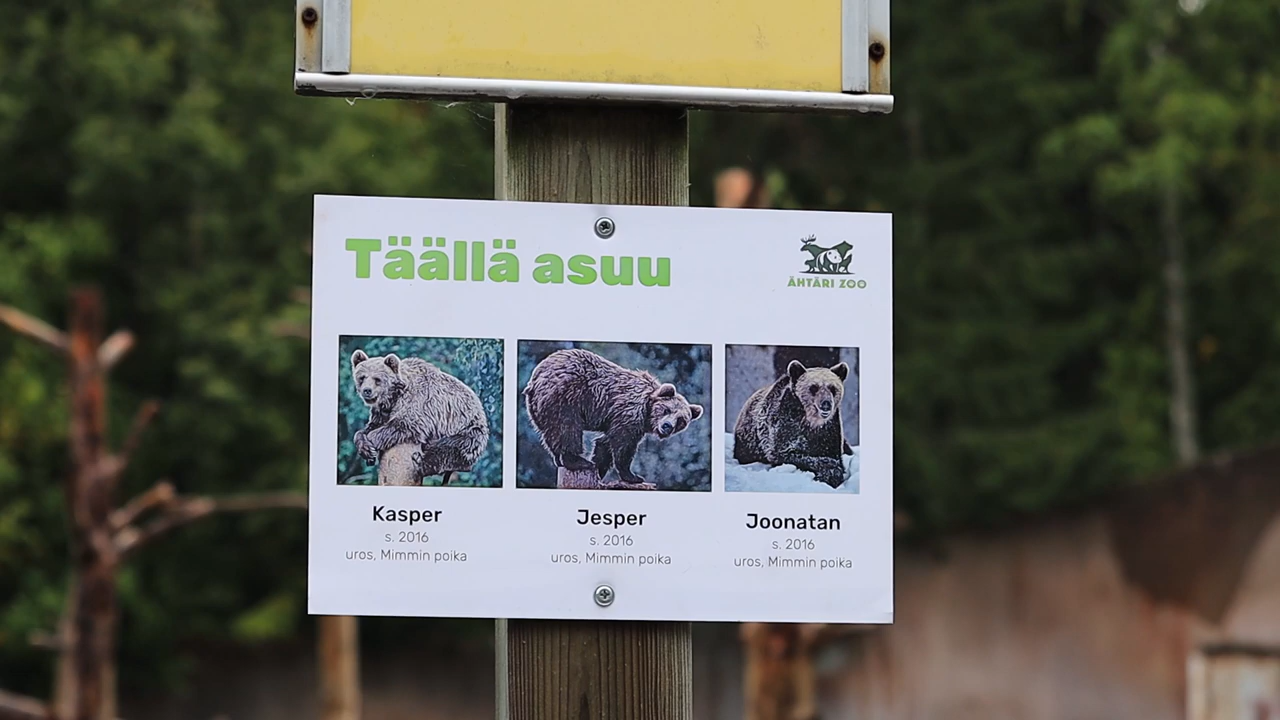 Täällä asuu
ÄHTÄRI ZOO
Kasper
s. 2016
uros, Mimmin poika
Jesper
s. 2016
uros, Mimmin poika
Joonatan
s. 2016
uros, Mimmin poika